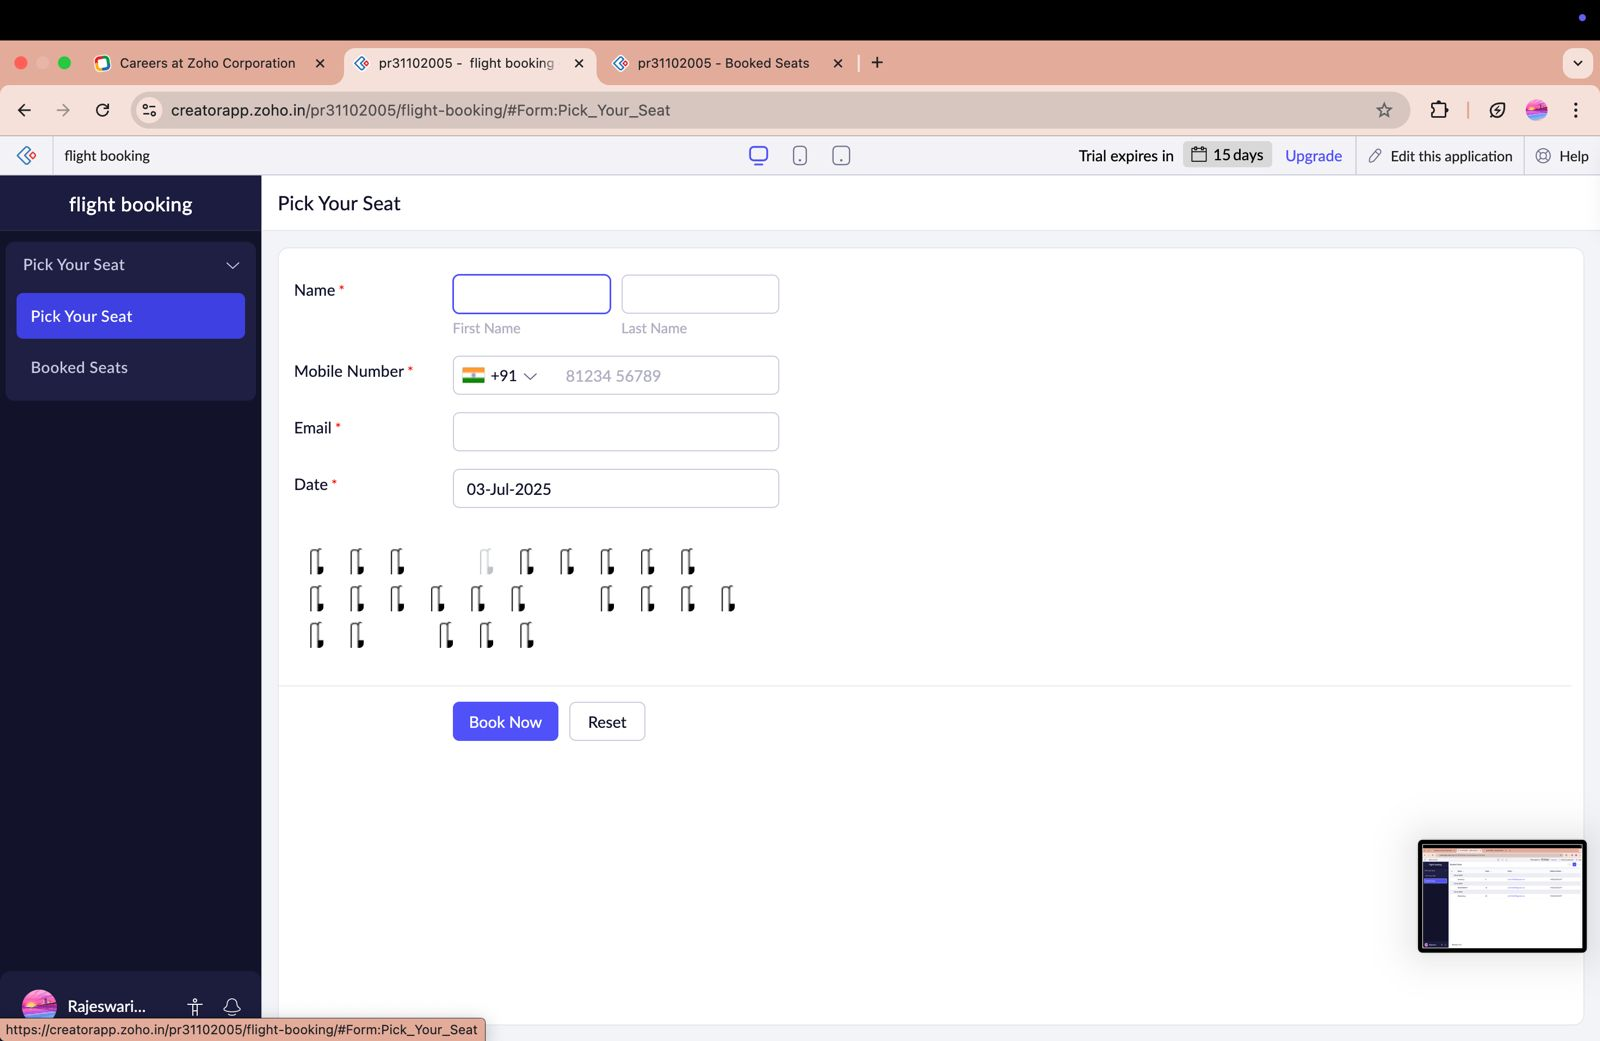 Careers at Zoho Corporation
pr31102005 - flight booking
pr31102005 - Booked Seats
creatorapp.zoho.in/pr31102005/flight-booking/#Form:Pick_Your_Seat
flight booking
Trial expires in 15 days Upgrade
Edit this application
Help
flight booking
Pick Your Seat
Pick Your Seat
Booked Seats
Pick Your Seat
Name *
First Name Last Name
Mobile Number * +91 81234 56789
Email *
Date * 03-Jul-2025
Book Now Reset
Rajeswari...
https://creatorapp.zoho.in/pr31102005/flight-booking/#Form:Pick_Your_Seat